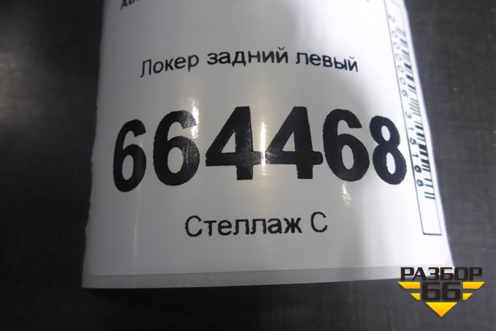 Локер задний левый
664468
Стеллаж С
РАЗБОР
66